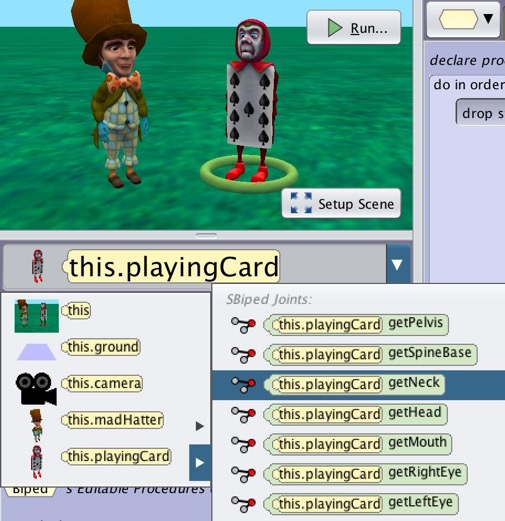 Run...
declare pro
do in order
drop s
Setup Scene
this.playingCard
this
this.ground
this.camera
this.madHatter
this.playingCard
SBiped Joints:
this.playingCard getPelvis
this.playingCard getSpineBase
this.playingCard getNeck
this.playingCard getHead
this.playingCard getMouth
this.playingCard getRightEye
this.playingCard getLeftEye
Biped 's Editable Procedures